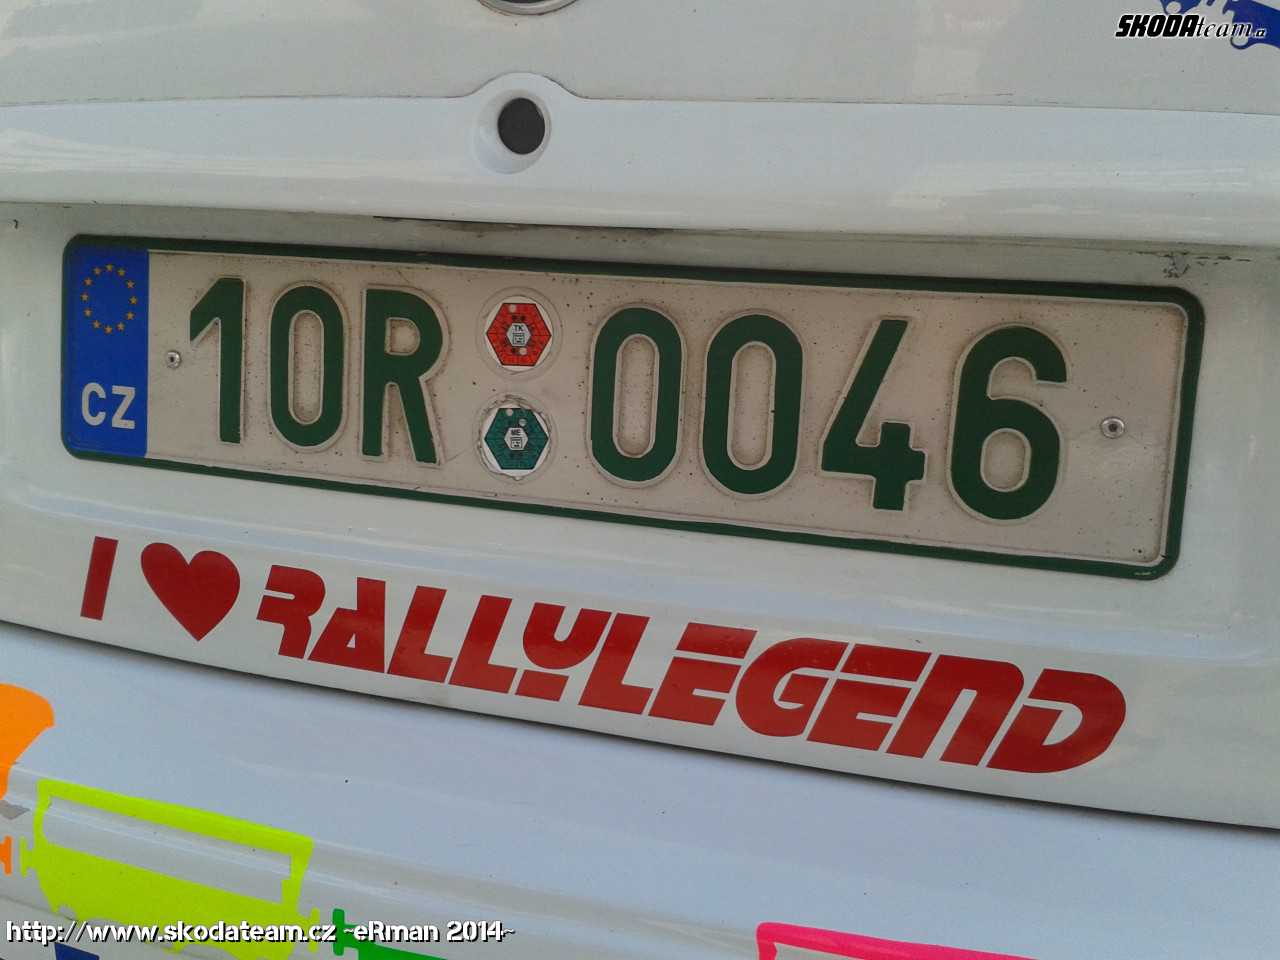 SKODAteam.cz
CZ 10R 0046
TK
ME
I ♥ RALLYLEGEND
http://www.skodateam.cz ~eRman 2014~